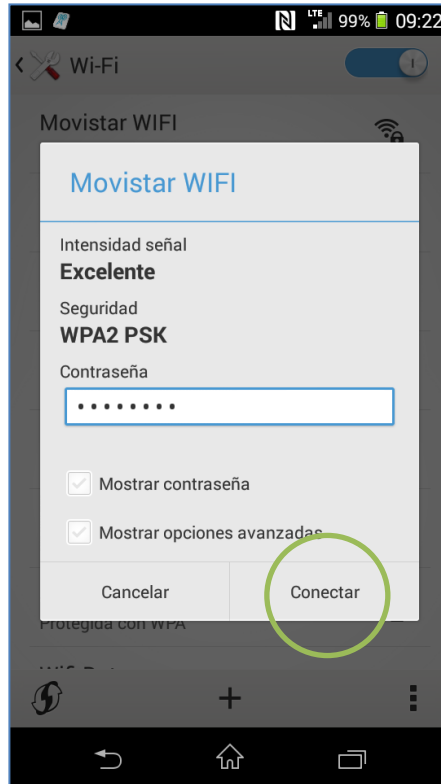 LTE 99% 09:22
Wi-Fi
Movistar WIFI
Movistar WIFI
Intensidad señal
Excelente
Seguridad
WPA2 PSK
Contraseña
••••••••
Mostrar contraseña
Mostrar opciones avanzadas
Cancelar Conectar
Protegida con WPA